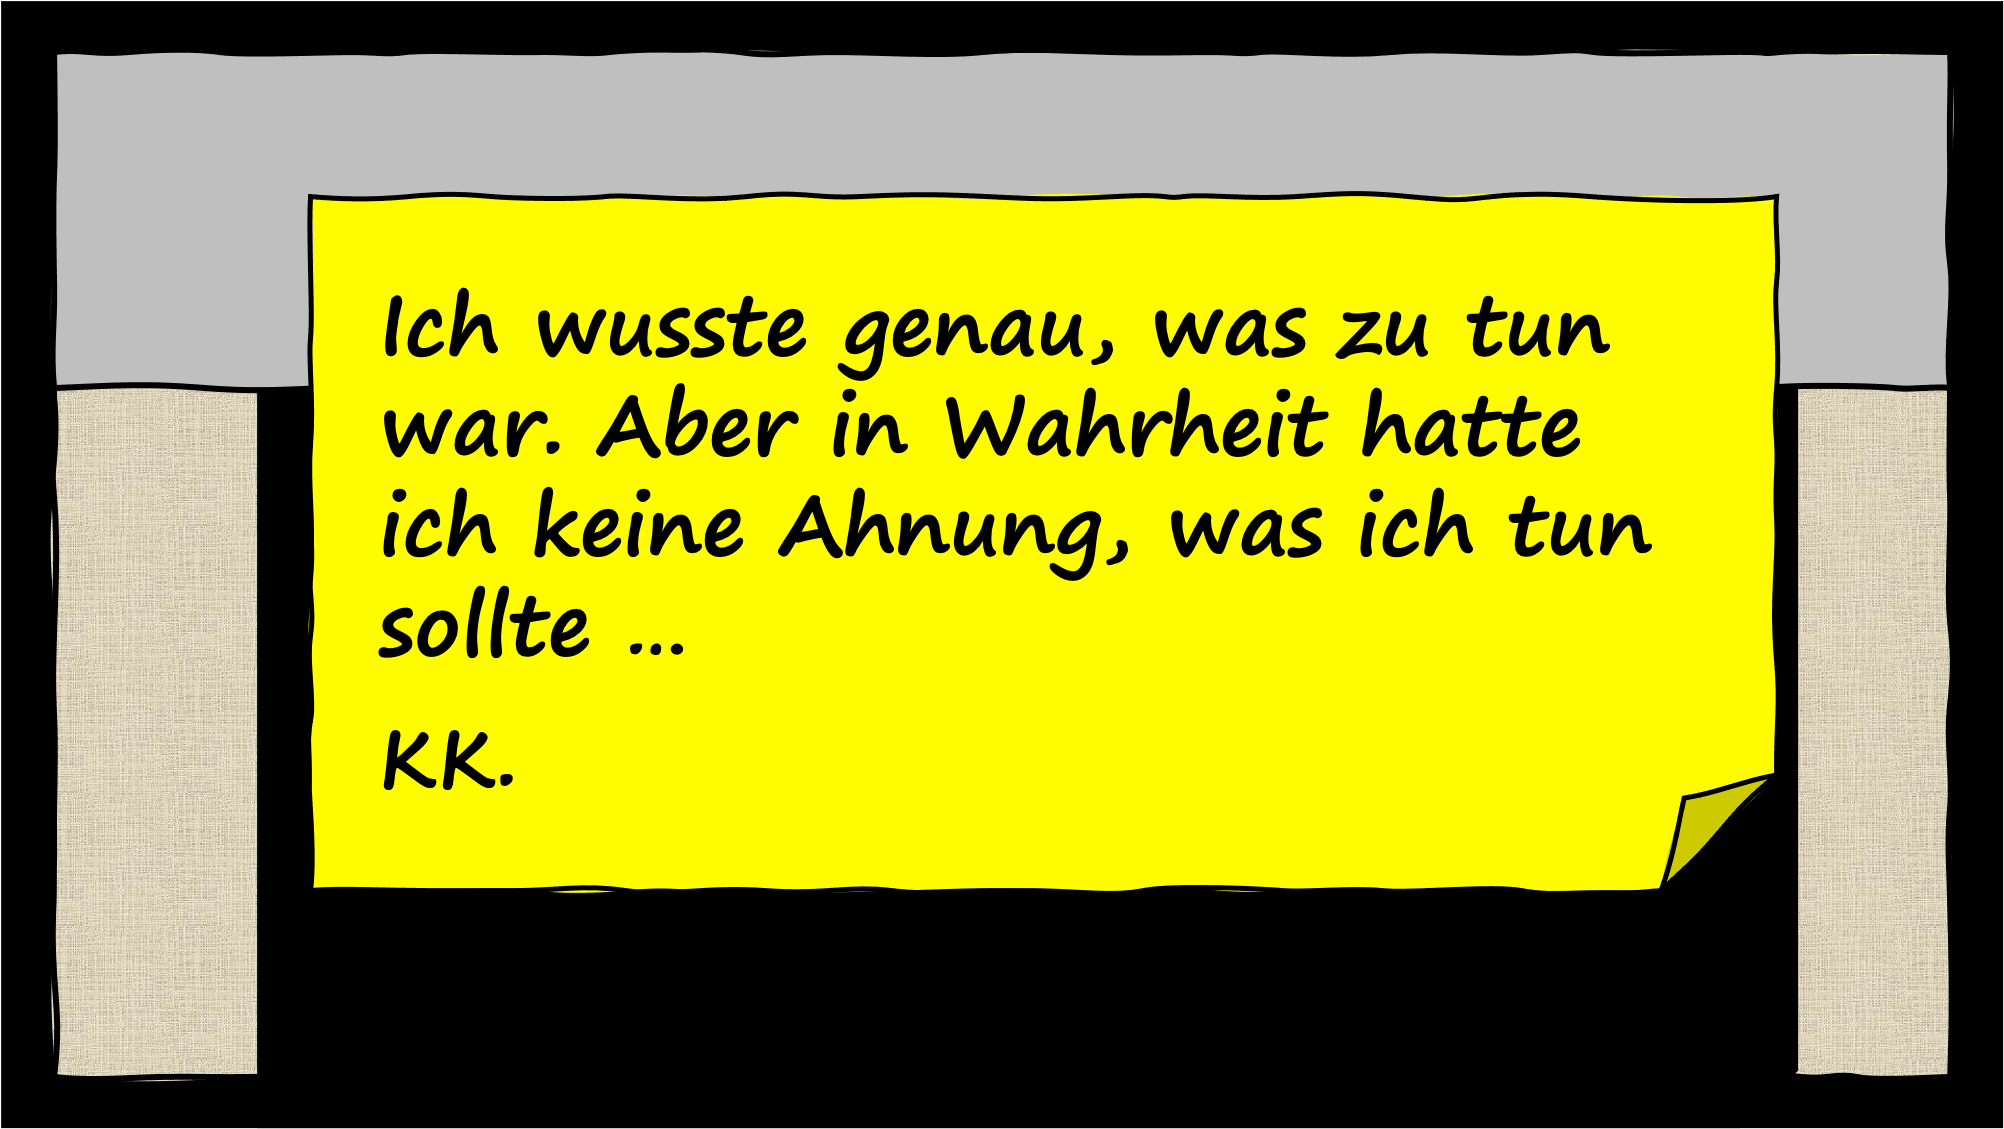 Ich wusste genau, was zu tun
war. Aber in Wahrheit hatte
ich keine Ahnung, was ich tun
sollte ...
KK.